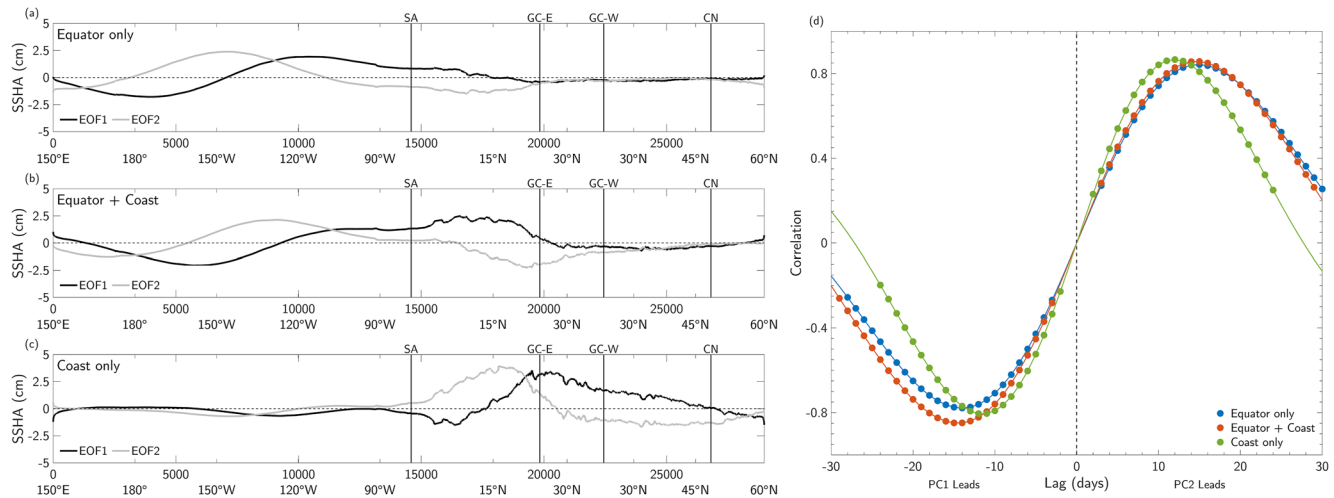 (a)
SA GC-E GC-W CN
5
2.5
0
-2.5
-5
SSHA (cm)
Equator only
EOF1 EOF2
0 5000 10000 15000 20000 25000
150°E 180° 150°W 120°W 90°W 15°N 30°N 45°N 60°N
(b)
SA GC-E GC-W CN
5
2.5
0
-2.5
-5
SSHA (cm)
Equator + Coast
EOF1 EOF2
0 5000 10000 15000 20000 25000
150°E 180° 150°W 120°W 90°W 15°N 30°N 45°N 60°N
(c)
SA GC-E GC-W CN
5
2.5
0
-2.5
-5
SSHA (cm)
Coast only
EOF1 EOF2
0 5000 10000 15000 20000 25000
150°E 180° 150°W 120°W 90°W 15°N 30°N 45°N 60°N
(d)
0.8
0.4
0
-0.4
-0.8
Correlation
Equator only
Equator + Coast
Coast only
-30 -20 -10 0 10 20 30
PC1 Leads Lag (days) PC2 Leads